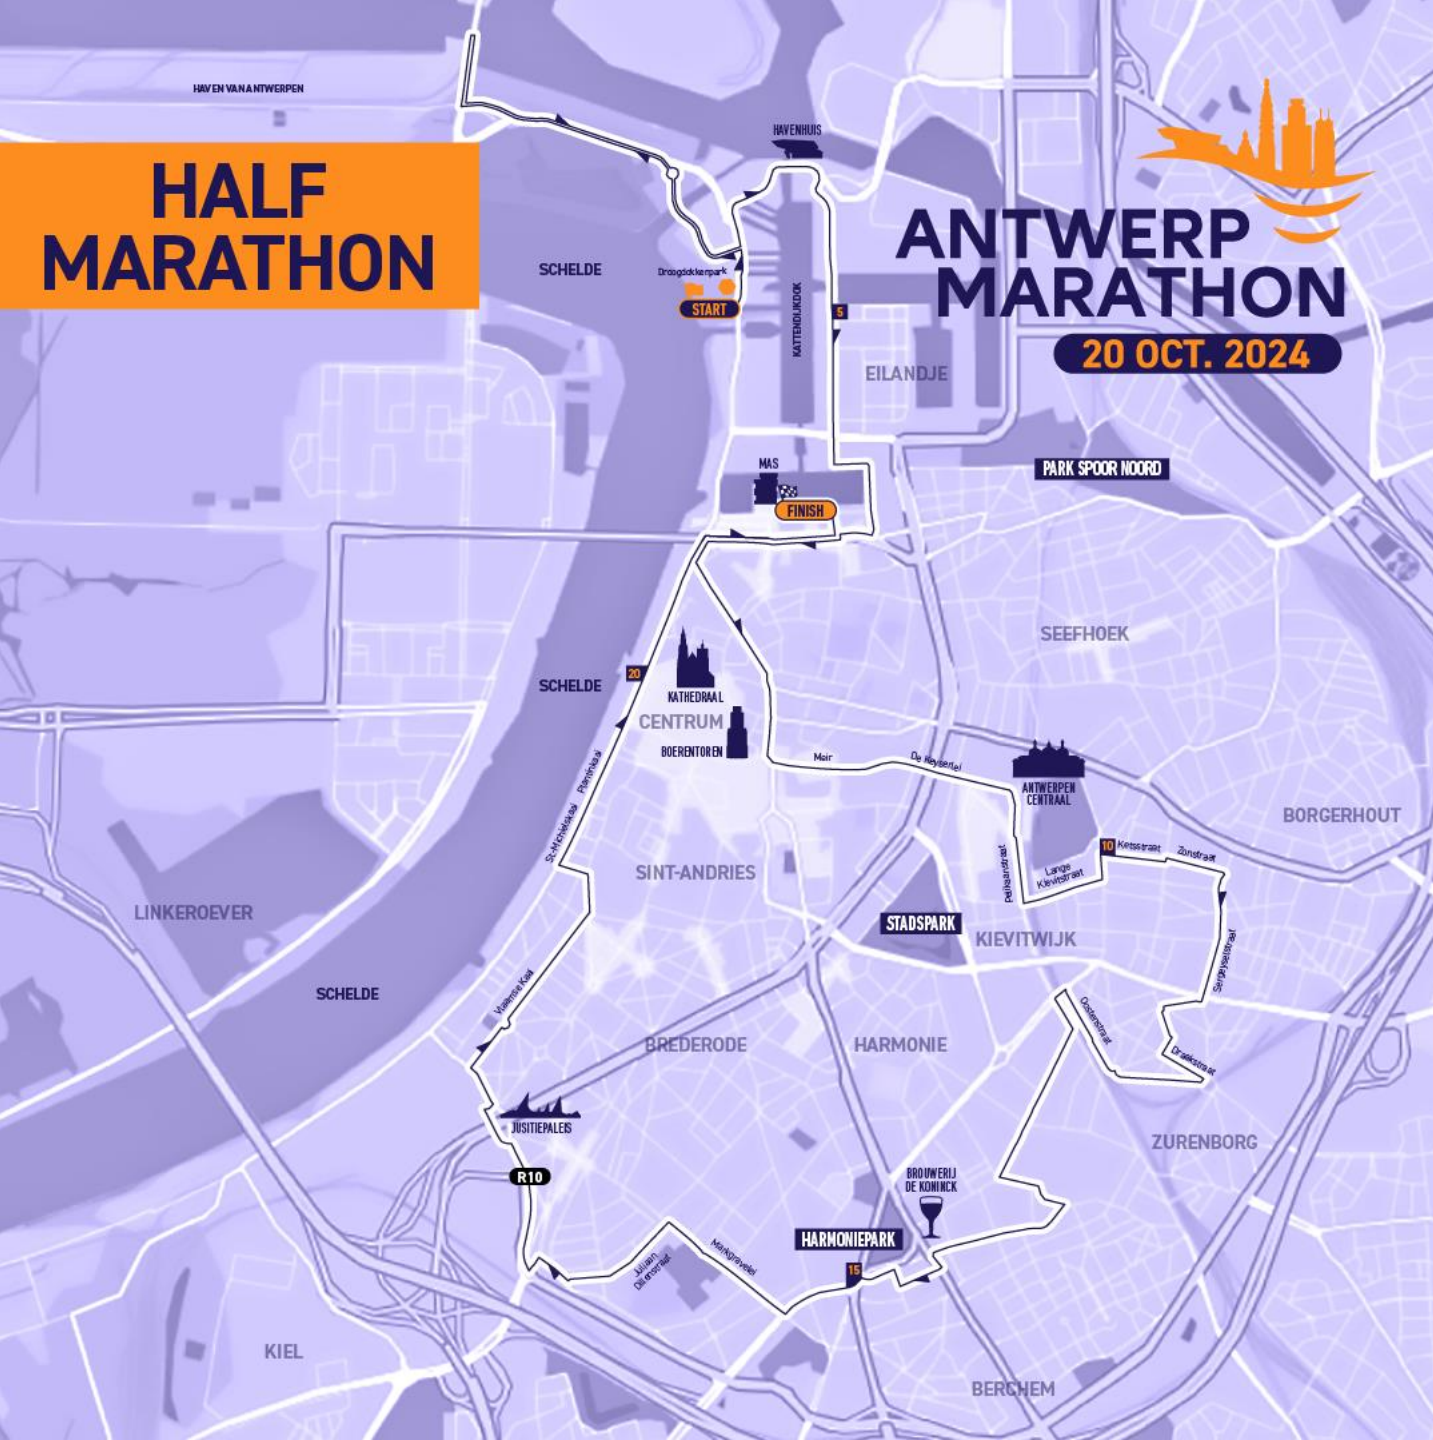 HAVEN VAN ANTWERPEN
HALF
MARATHON
HAVENHUIS
ANTWERP
MARATHON
20 OCT. 2024
SCHELDE
Droogdokkenpark
START
KATTENDIJKDOK
5
EILANDJE
MAS
FINISH
PARK SPOOR NOORD
SEEFHOEK
20
SCHELDE
KATHEDRAAL
CENTRUM
BOERENTOREN
Meir
De Keyserlei
ANTWERPEN
CENTRAAL
Plantinkaai
St-Michielskaai
BORGERHOUT
10
Ketsstraat
Zonstraat
SINT-ANDRIES
Pelikaanstraat
Lange
Kievitstraat
LINKEROEVER
STADSPARK
KIEVITWIJK
Sergeyselstraat
SCHELDE
Vlaamse Kaai
Oostenstraat
BREDERODE
HARMONIE
Draakstraat
JUSITIEPALEIS
ZURENBORG
R10
BROUWERIJ
DE KONINCK
HARMONIEPARK
Markgravelei
Juliaan
Dillenstraat
15
KIEL
BERCHEM